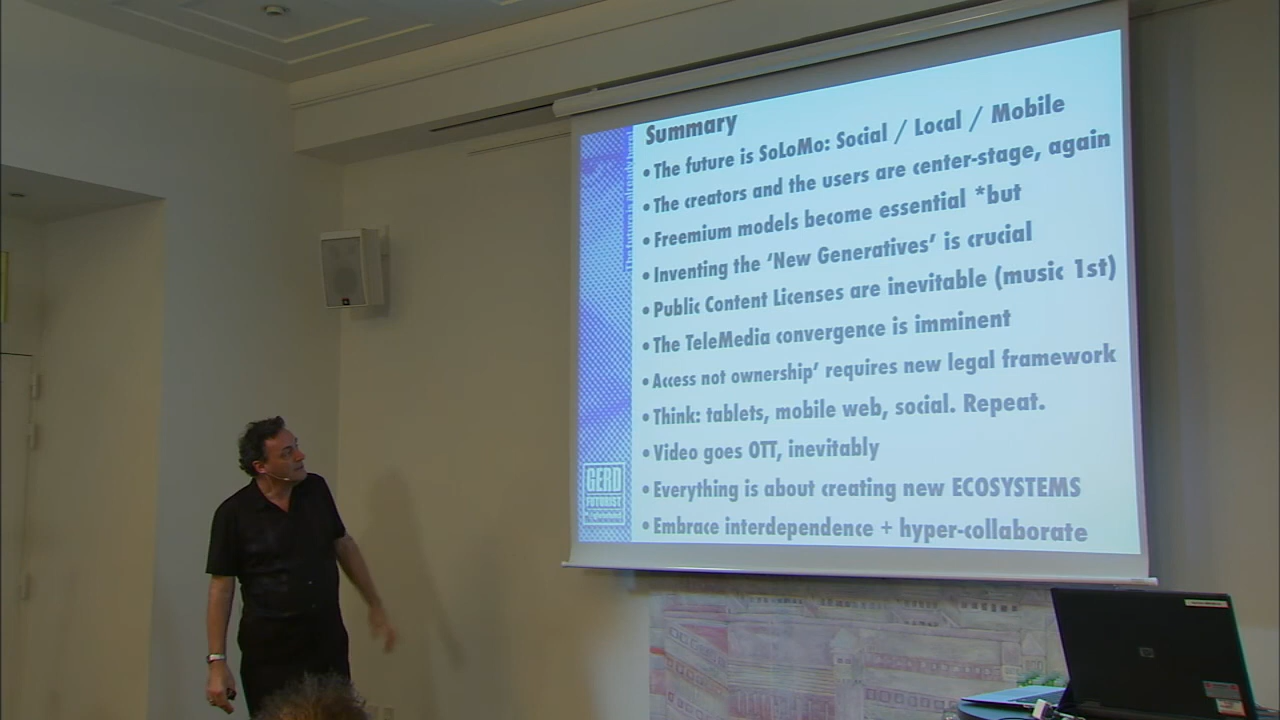 Summary
• The future is SoLoMo: Social / Local / Mobile
• The creators and the users are center-stage, again
• Freemium models become essential *but
• Inventing the ‘New Generatives’ is crucial
• Public Content Licenses are inevitable (music 1st)
• The TeleMedia convergence is imminent
• Access not ownership’ requires new legal framework
• Think: tablets, mobile web, social. Repeat.
• Video goes OTT, inevitably
• Everything is about creating new ECOSYSTEMS
• Embrace interdependence + hyper-collaborate
GERD
FUTURIST
hp